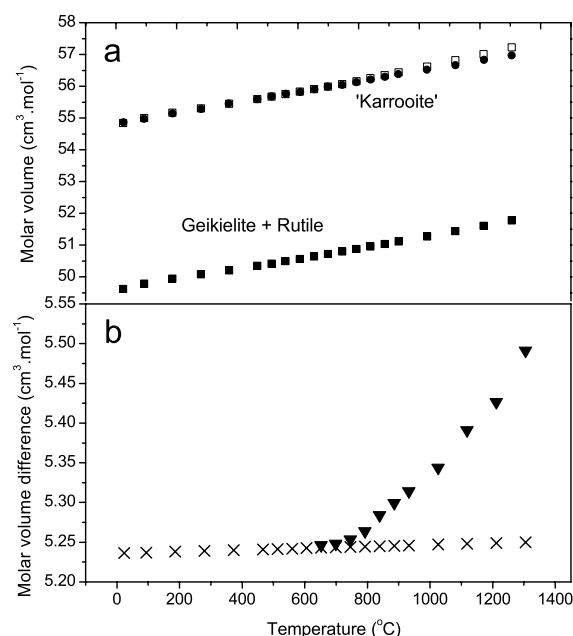 58
57
56
55
54
53
52
51
50
5.55
5.50
5.45
5.40
5.35
5.30
5.25
5.20
a
'Karrooite'
Geikielite + Rutile
b
Molar volume (cm³.mol⁻¹)
Molar volume difference (cm³.mol⁻¹)
0 200 400 600 800 1000 1200 1400
Temperature (°C)